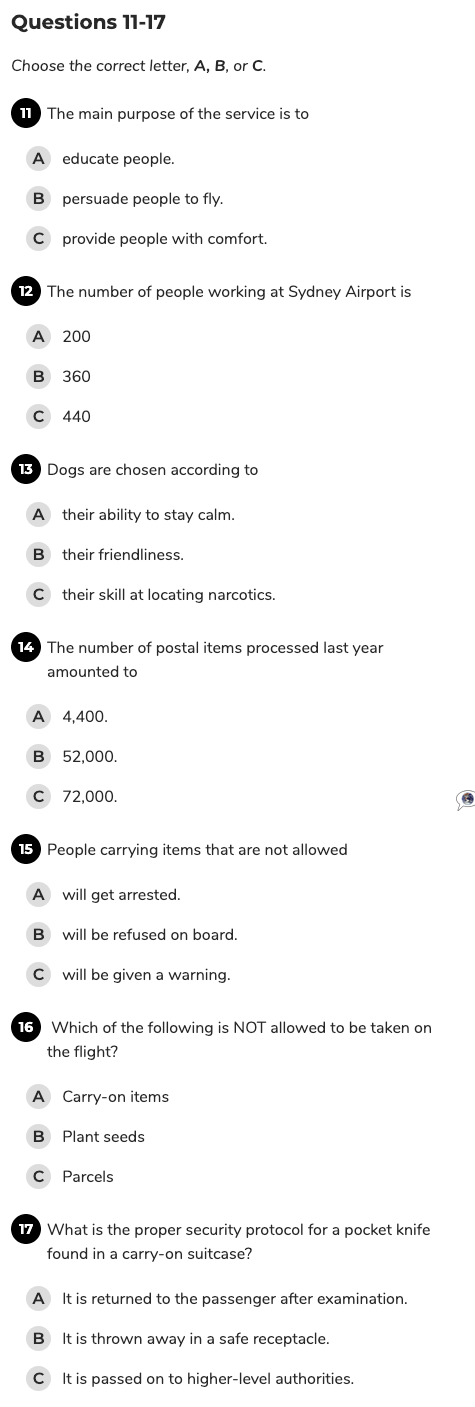 Questions 11-17
Choose the correct letter, A, B, or C.
11 The main purpose of the service is to
A educate people.
B persuade people to fly.
C provide people with comfort.
12 The number of people working at Sydney Airport is
A 200
B 360
C 440
13 Dogs are chosen according to
A their ability to stay calm.
B their friendliness.
C their skill at locating narcotics.
14 The number of postal items processed last year
amounted to
A 4,400.
B 52,000.
C 72,000.
15 People carrying items that are not allowed
A will get arrested.
B will be refused on board.
C will be given a warning.
16 Which of the following is NOT allowed to be taken on
the flight?
A Carry-on items
B Plant seeds
C Parcels
17 What is the proper security protocol for a pocket knife
found in a carry-on suitcase?
A It is returned to the passenger after examination.
B It is thrown away in a safe receptacle.
C It is passed on to higher-level authorities.